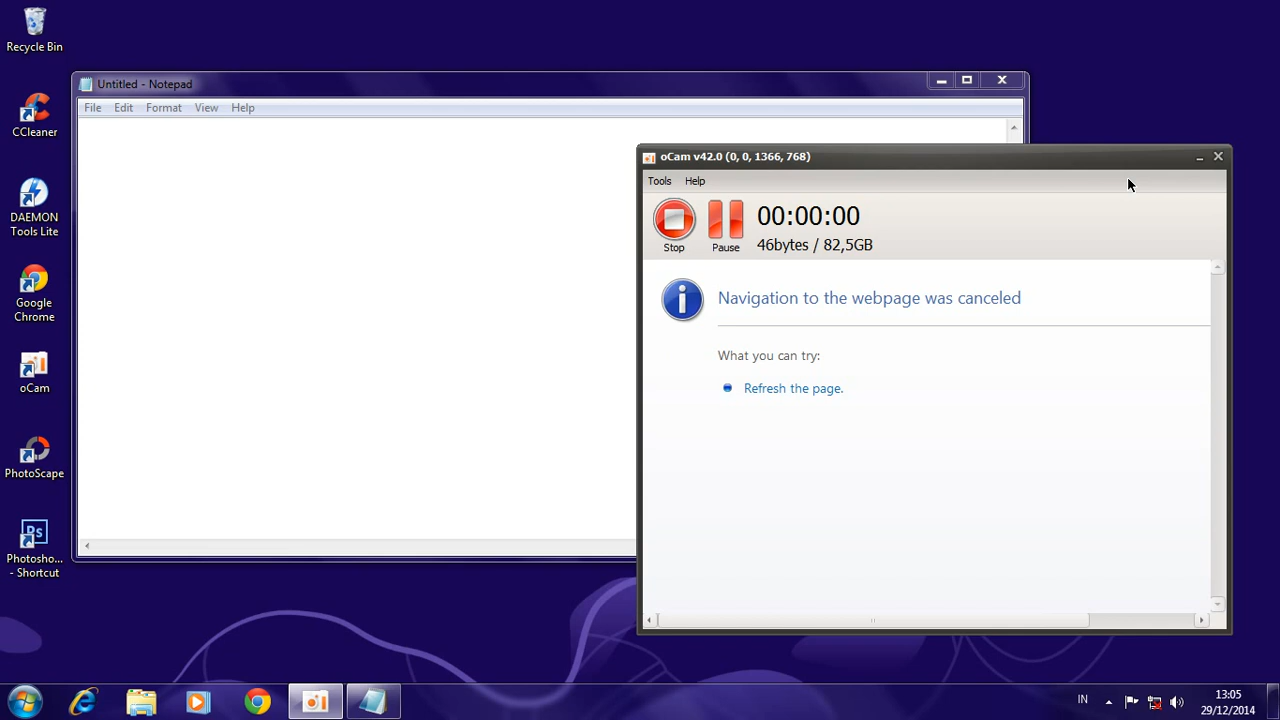 Recycle Bin
CCleaner
DAEMON
Tools Lite
Google
Chrome
oCam
PhotoScape
Ps
Photosho...
- Shortcut
Untitled - Notepad
File Edit Format View Help
oCam v42.0 (0, 0, 1366, 768)
Tools Help
00:00:00
46bytes / 82,5GB
Stop Pause
Navigation to the webpage was canceled
What you can try:
Refresh the page.
IN
13:05
29/12/2014